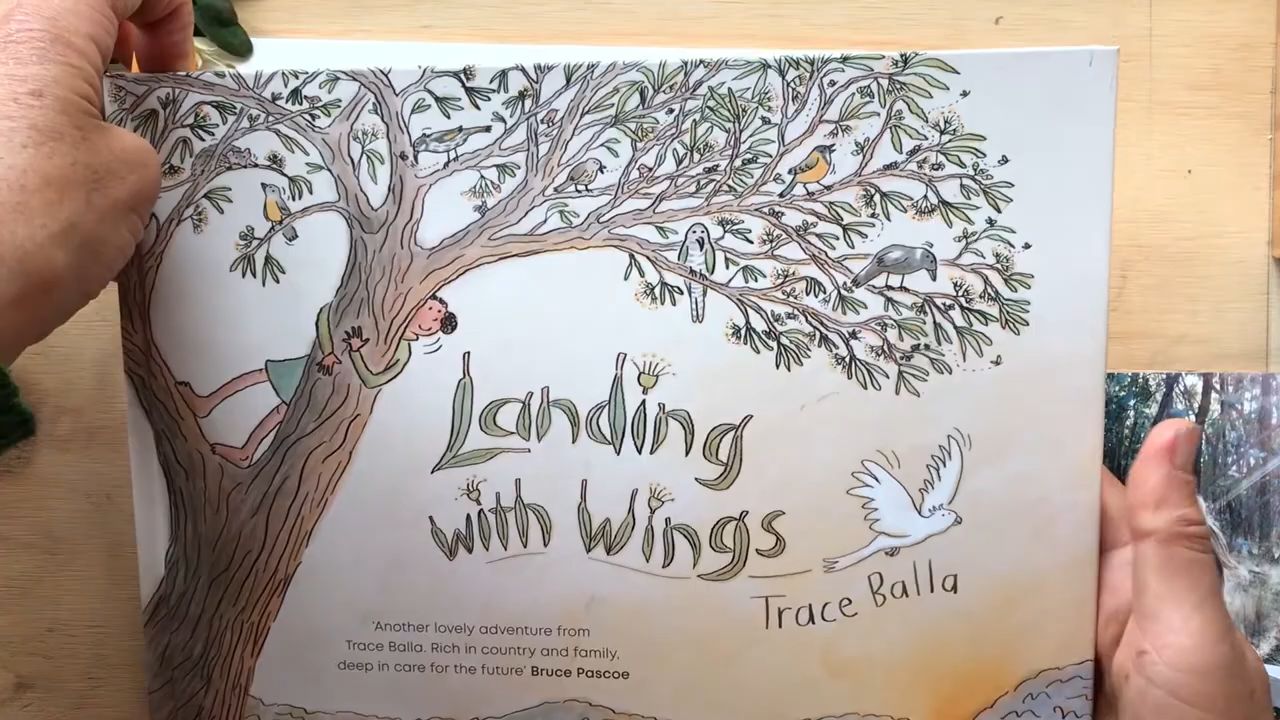 Landing
with Wings
Trace Balla
'Another lovely adventure from
Trace Balla. Rich in country and family,
deep in care for the future' Bruce Pascoe